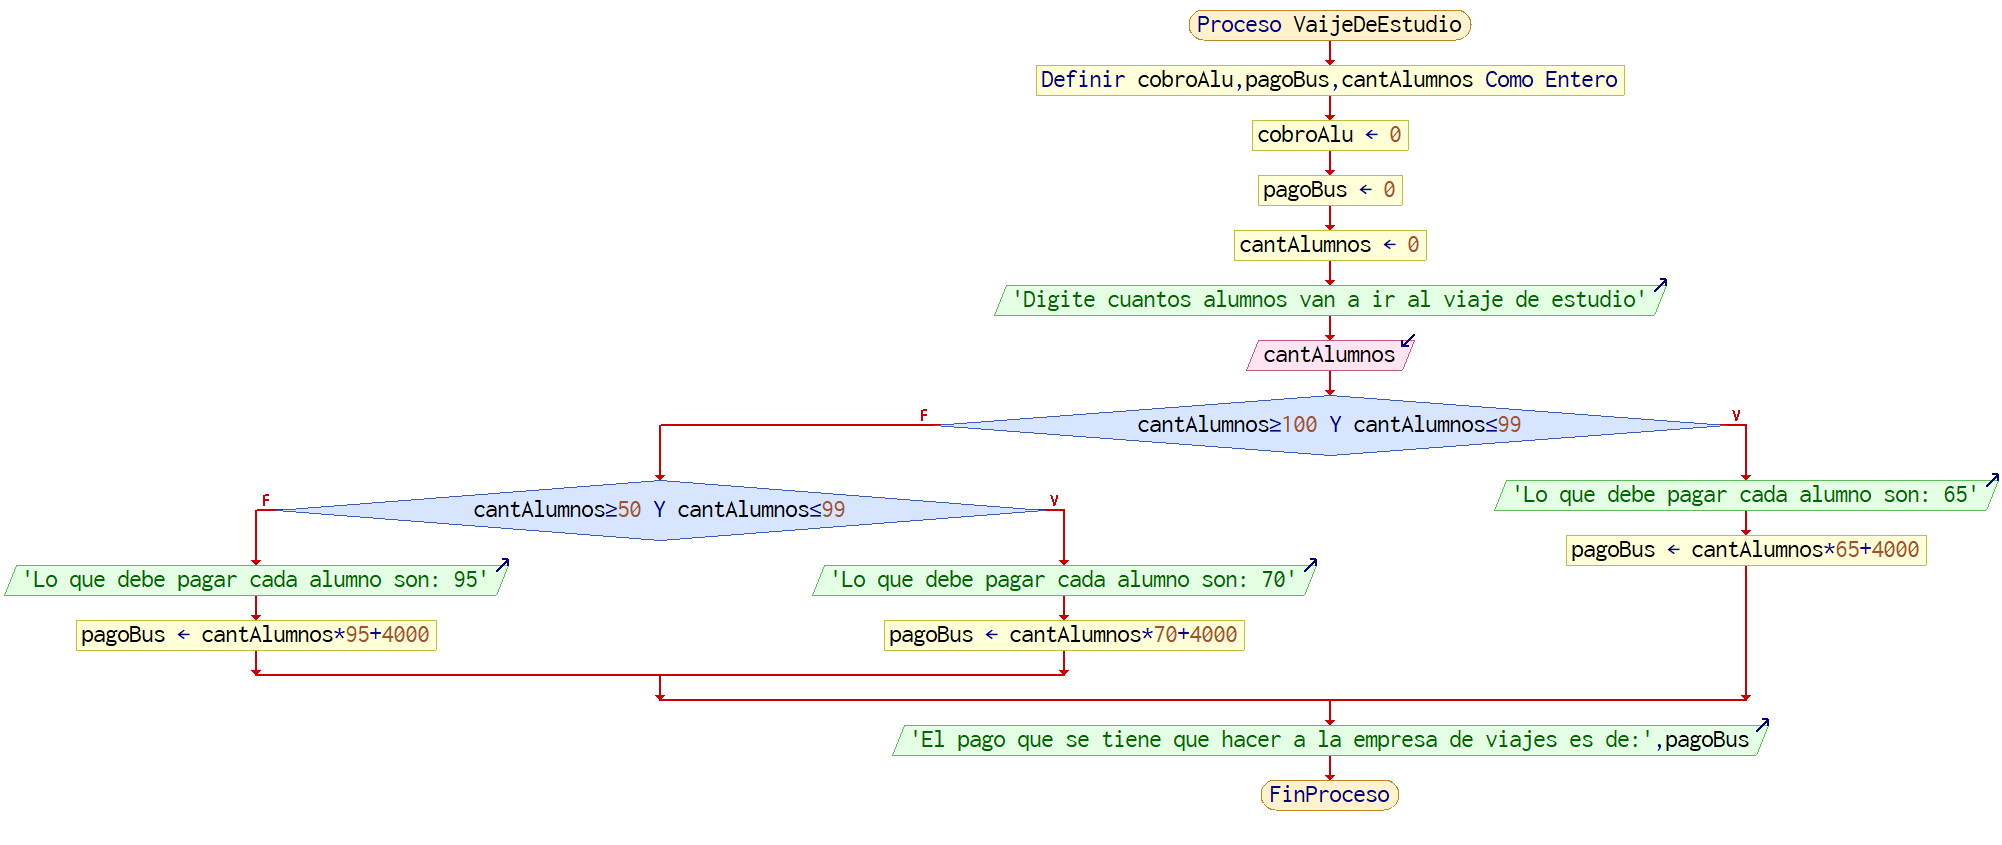 Proceso VaijeDeEstudio
Definir cobroAlu,pagoBus,cantAlumnos Como Entero
cobroAlu ← 0
pagoBus ← 0
cantAlumnos ← 0
'Digite cuantos alumnos van a ir al viaje de estudio'
cantAlumnos
F
V
cantAlumnos≥100 Y cantAlumnos≤99
F
V
cantAlumnos≥50 Y cantAlumnos≤99
'Lo que debe pagar cada alumno son: 65'
pagoBus ← cantAlumnos*65+4000
'Lo que debe pagar cada alumno son: 95'
'Lo que debe pagar cada alumno son: 70'
pagoBus ← cantAlumnos*95+4000
pagoBus ← cantAlumnos*70+4000
'El pago que se tiene que hacer a la empresa de viajes es de:',pagoBus
FinProceso